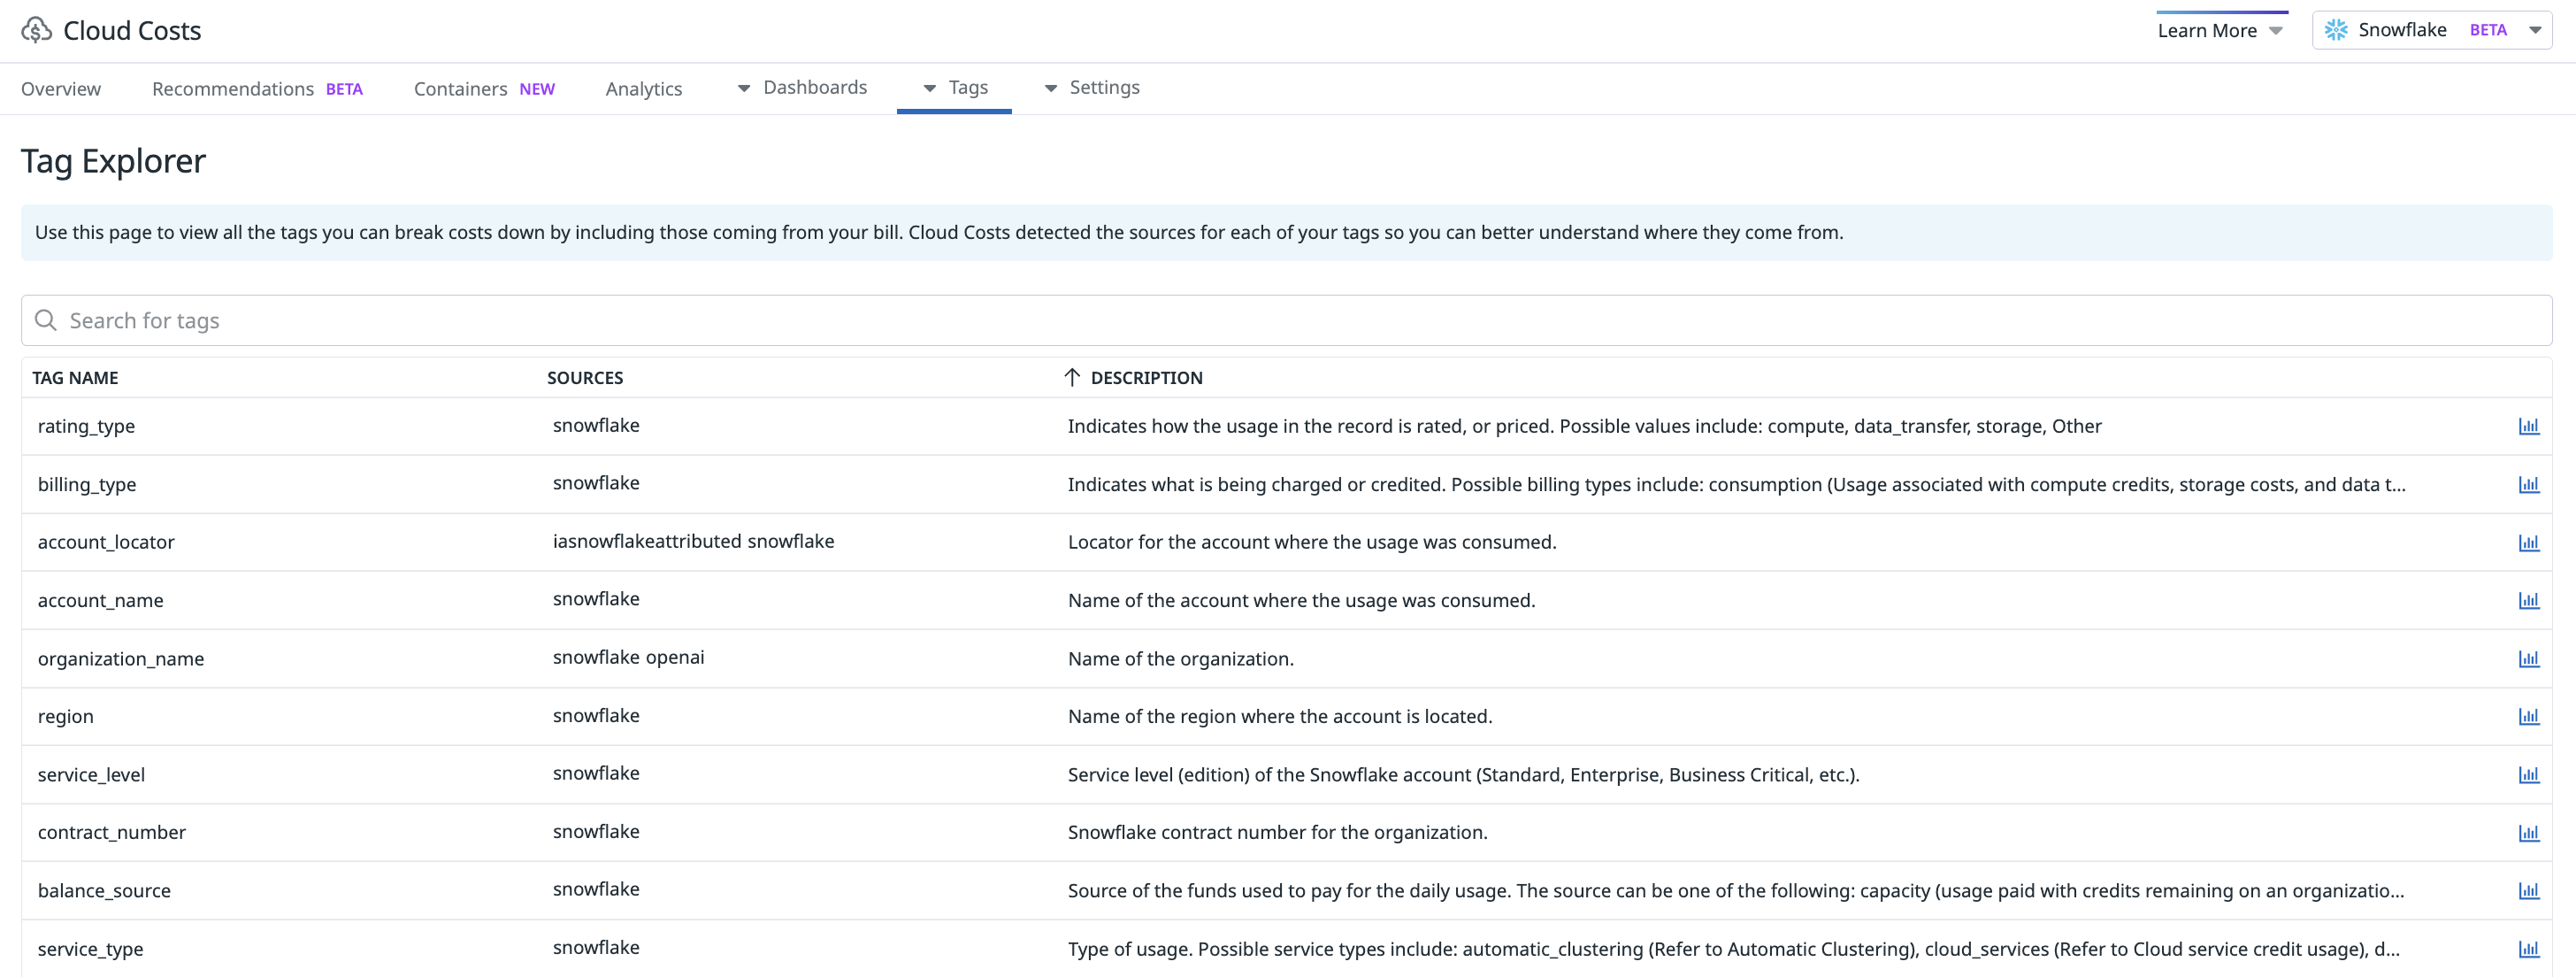 Cloud Costs
Learn More
Snowflake BETA
Overview Recommendations BETA Containers NEW Analytics Dashboards Tags Settings
Tag Explorer
Use this page to view all the tags you can break costs down by including those coming from your bill. Cloud Costs detected the sources for each of your tags so you can better understand where they come from.
Search for tags
TAG NAME SOURCES DESCRIPTION
rating_type snowflake Indicates how the usage in the record is rated, or priced. Possible values include: compute, data_transfer, storage, Other
billing_type snowflake Indicates what is being charged or credited. Possible billing types include: consumption (Usage associated with compute credits, storage costs, and data t...
account_locator iasnowflakeattributed snowflake Locator for the account where the usage was consumed.
account_name snowflake Name of the account where the usage was consumed.
organization_name snowflake openai Name of the organization.
region snowflake Name of the region where the account is located.
service_level snowflake Service level (edition) of the Snowflake account (Standard, Enterprise, Business Critical, etc.).
contract_number snowflake Snowflake contract number for the organization.
balance_source snowflake Source of the funds used to pay for the daily usage. The source can be one of the following: capacity (usage paid with credits remaining on an organizatio...
service_type snowflake Type of usage. Possible service types include: automatic_clustering (Refer to Automatic Clustering), cloud_services (Refer to Cloud service credit usage), d...